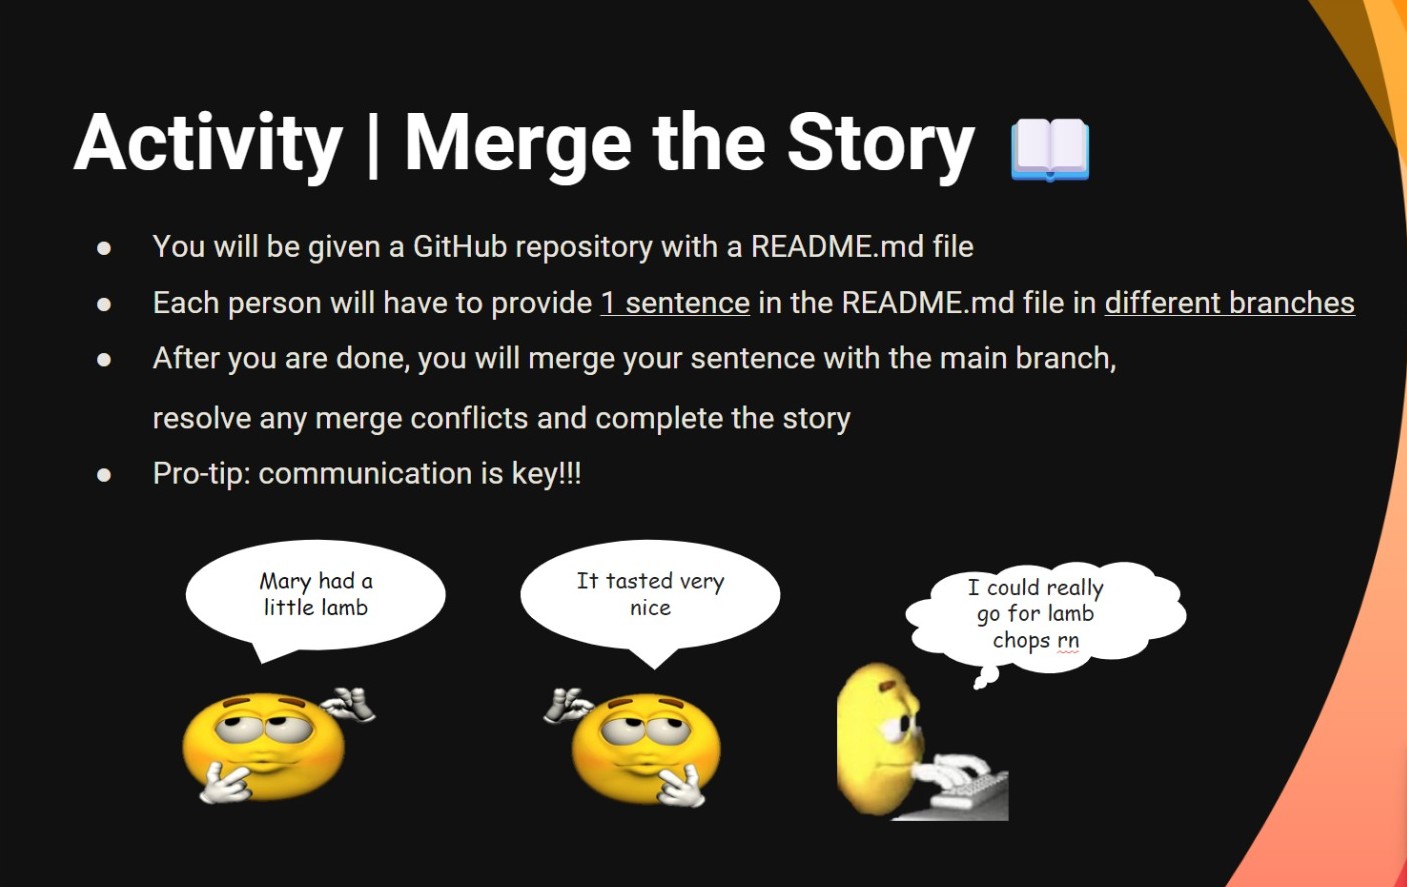 Activity | Merge the Story
You will be given a GitHub repository with a README.md file
Each person will have to provide 1 sentence in the README.md file in different branches
After you are done, you will merge your sentence with the main branch,
resolve any merge conflicts and complete the story
Pro-tip: communication is key!!!
Mary had a
little lamb
It tasted very
nice
I could really
go for lamb
chops rn